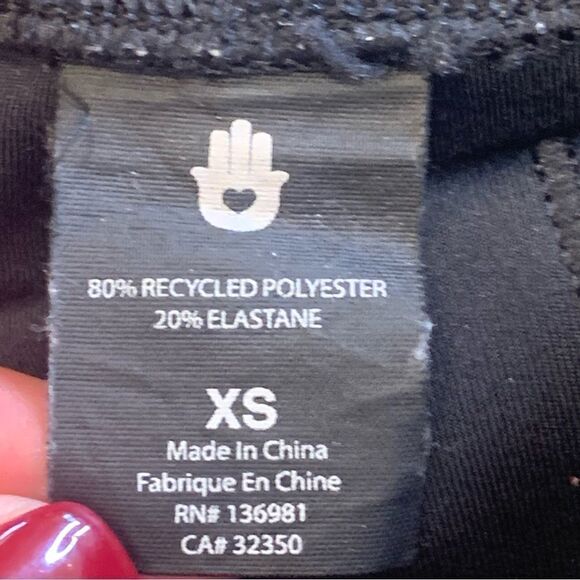 80% RECYCLED POLYESTER
20% ELASTANE
XS
Made In China
Fabrique En Chine
RN# 136981
CA# 32350